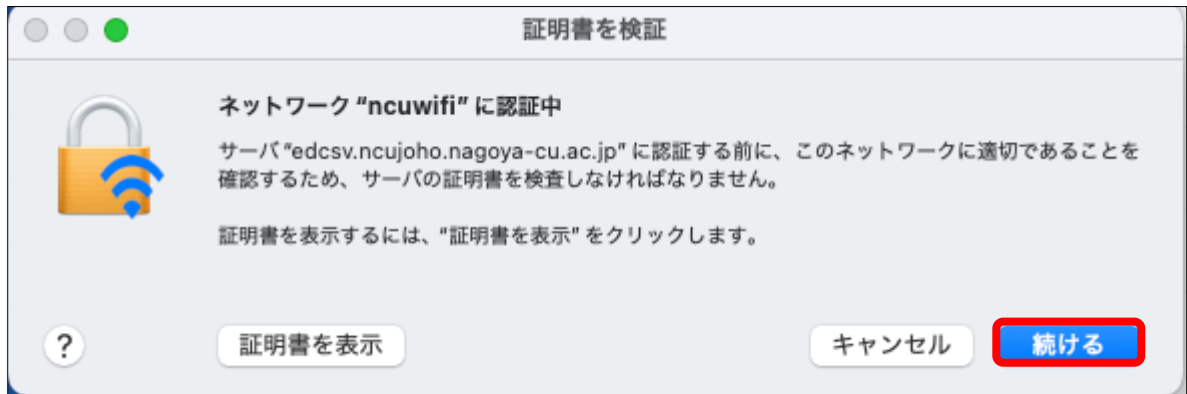 証明書を検証
ネットワーク “ncuwifi” に認証中
サーバ “edcsv.ncujoho.nagoya-cu.ac.jp” に認証する前に、このネットワークに適切であることを
確認するため、サーバの証明書を検査しなければなりません。
証明書を表示するには、“証明書を表示” をクリックします。
?
証明書を表示
キャンセル
続ける